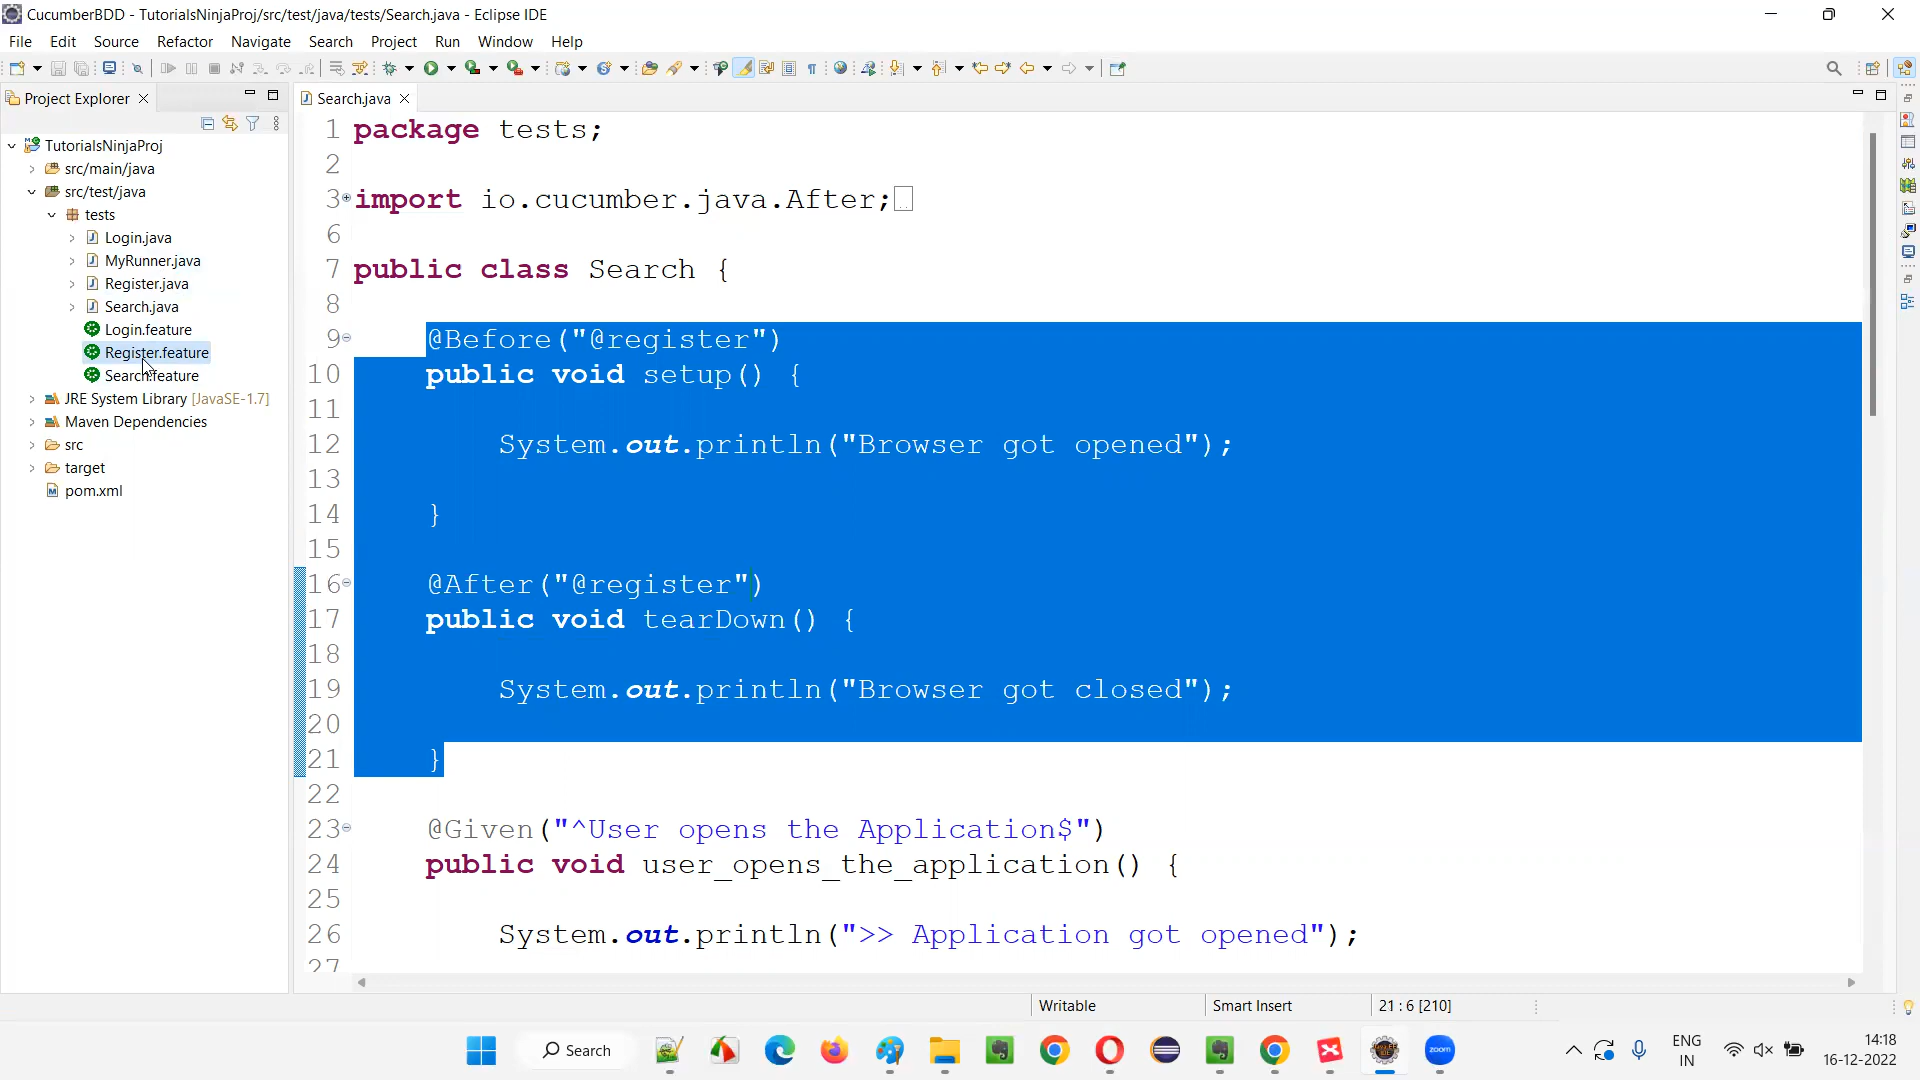 CucumberBDD - TutorialsNinjaProj/src/test/java/tests/Search.java - Eclipse IDE
File Edit Source Refactor Navigate Search Project Run Window Help
Project Explorer
Search.java
TutorialsNinjaProj
src/main/java
src/test/java
tests
Login.java
MyRunner.java
Register.java
Search.java
Login.feature
Register.feature
Search.feature
JRE System Library [JavaSE-1.7]
Maven Dependencies
src
target
pom.xml
1 package tests;
2
3 import io.cucumber.java.After;
6
7 public class Search {
8
9 @Before("@register")
10 public void setup() {
11
12 System.out.println("Browser got opened");
13
14 }
15
16 @After("@register")
17 public void tearDown() {
18
19 System.out.println("Browser got closed");
20
21 }
22
23 @Given("^User opens the Application$")
24 public void user_opens_the_application() {
25
26 System.out.println(">> Application got opened");
27
Writable Smart Insert 21 : 6 [210]
Search
zoom
ENG
IN
14:18
16-12-2022